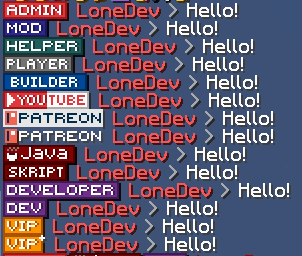 ADMIN LoneDev > Hello!
MOD LoneDev > Hello!
HELPER LoneDev > Hello!
PLAYER LoneDev > Hello!
BUILDER LoneDev > Hello!
YOUTUBE LoneDev > Hello!
PATREON LoneDev > Hello!
PATREON LoneDev > Hello!
Java LoneDev > Hello!
SKRIPT LoneDev > Hello!
DEVELOPER LoneDev > Hello!
DEV LoneDev > Hello!
VIP LoneDev > Hello!
VIP+ LoneDev > Hello!